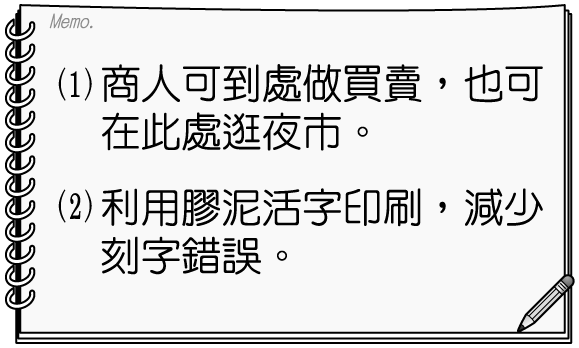 Memo.
(1)商人可到處做買賣，也可
在此處逛夜市。
(2)利用膠泥活字印刷，減少
刻字錯誤。